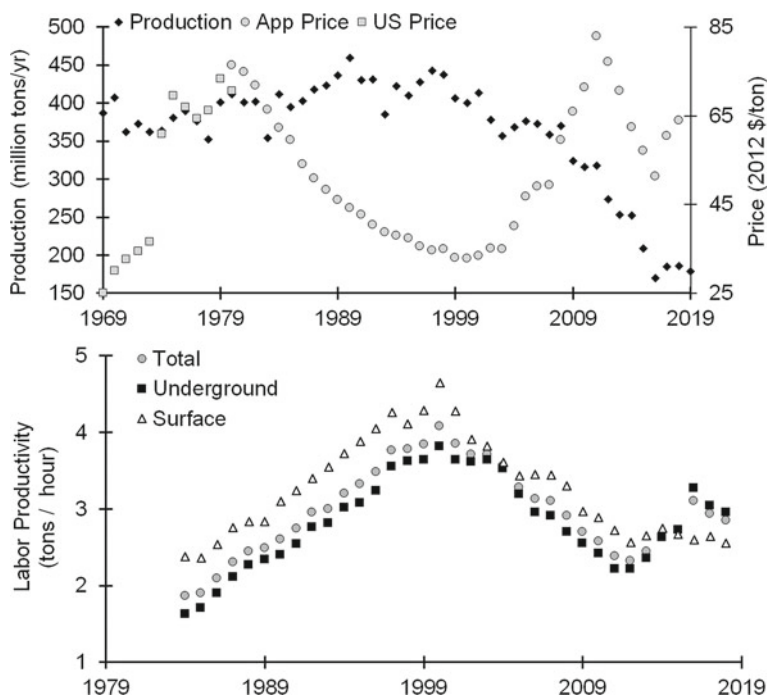 Production App Price US Price
Production (million tons/yr)
500
450
400
350
300
250
200
150
85
65
45
25
Price (2012 $/ton)
1969 1979 1989 1999 2009 2019
Labor Productivity
(tons / hour)
Total
Underground
Surface
5
4
3
2
1
1979 1989 1999 2009 2019